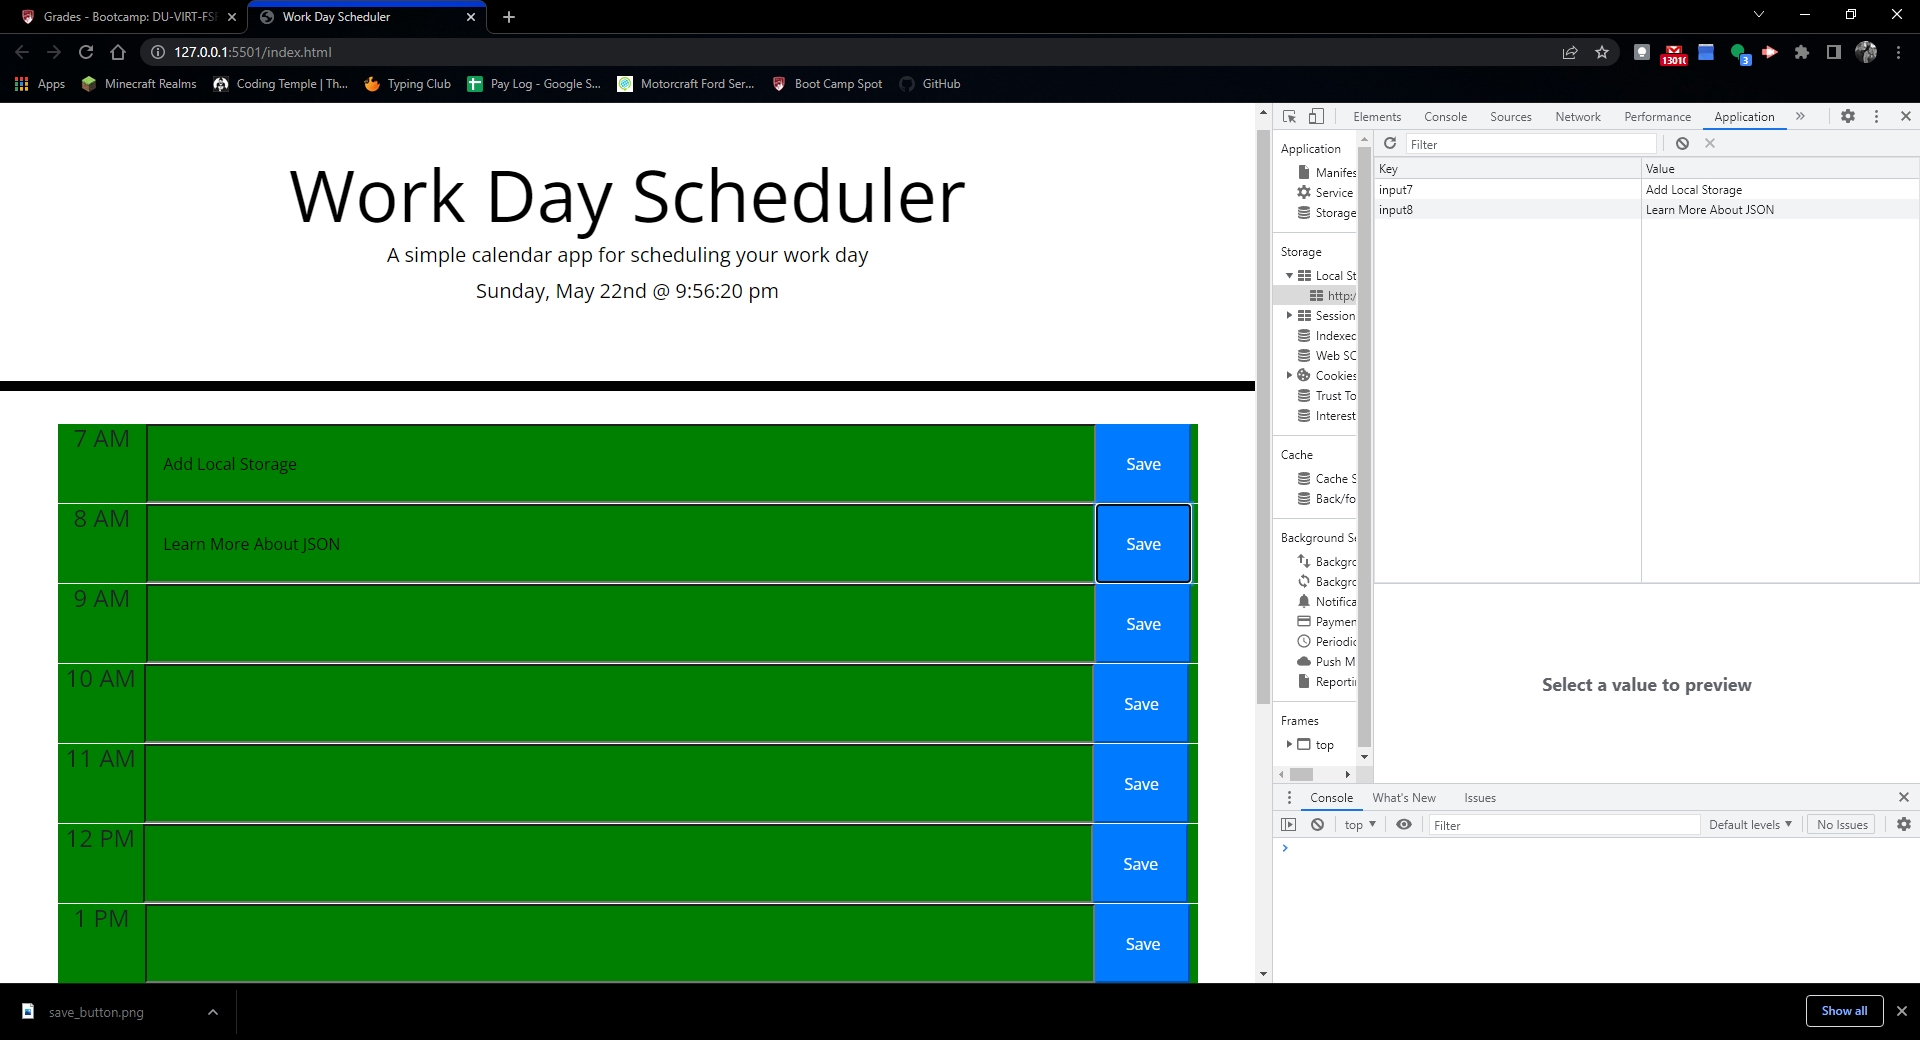 Grades - Bootcamp: DU-VIRT-FSF
Work Day Scheduler
127.0.0.1:5501/index.html
13010
3
Apps
Minecraft Realms
Coding Temple | Th...
Typing Club
Pay Log - Google S...
Motorcraft Ford Ser...
Boot Camp Spot
GitHub
Work Day Scheduler
A simple calendar app for scheduling your work day
Sunday, May 22nd @ 9:56:20 pm
7 AM
Add Local Storage
Save
8 AM
Learn More About JSON
Save
9 AM
Save
10 AM
Save
11 AM
Save
12 PM
Save
1 PM
Save
Elements
Console
Sources
Network
Performance
Application
Application
Manifes
Service
Storage
Storage
Local St
http:/
Session
Indexed
Web SQ
Cookies
Trust To
Interest
Cache
Cache S
Back/fo
Background Se
Backgro
Backgro
Notifica
Paymen
Periodic
Push M
Reporti
Frames
top
Filter
Key
Value
input7
Add Local Storage
input8
Learn More About JSON
Select a value to preview
Console
What's New
Issues
top
Filter
Default levels
No Issues
save_button.png
Show all